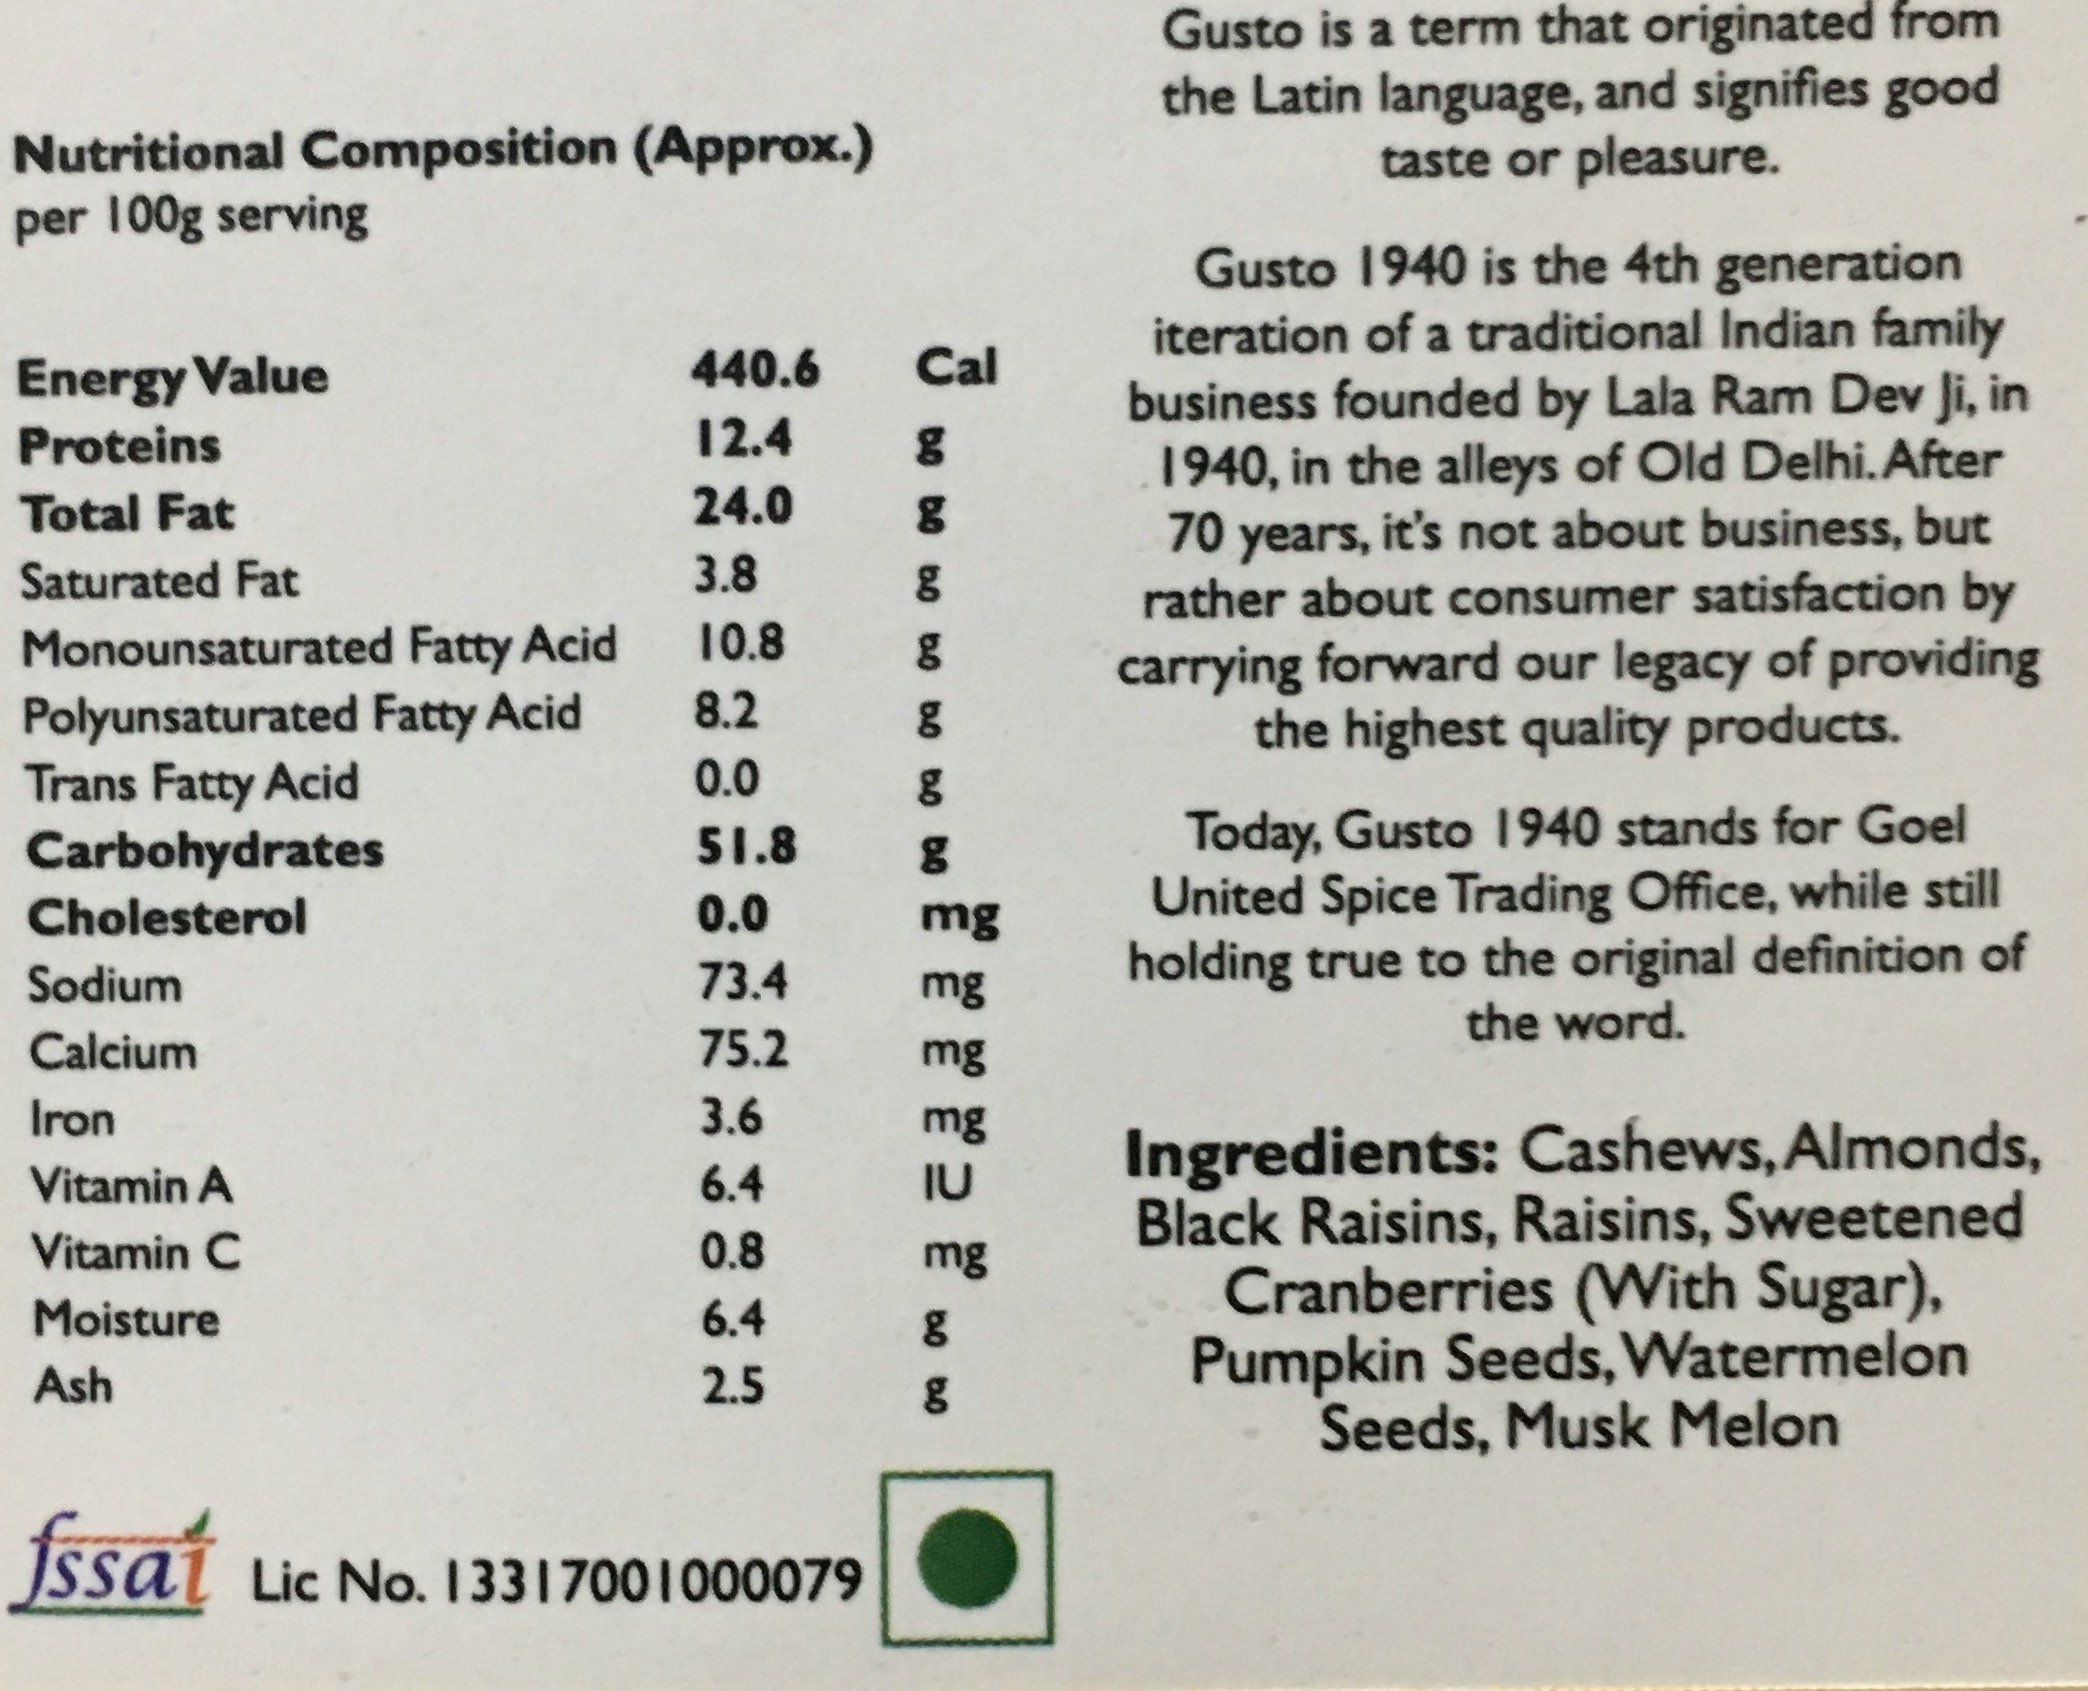 Nutritional Composition (Approx.)
per 100g serving
Energy Value 440.6 Cal
Proteins 12.4 g
Total Fat 24.0 g
Saturated Fat 3.8 g
Monounsaturated Fatty Acid 10.8 g
Polyunsaturated Fatty Acid 8.2 g
Trans Fatty Acid 0.0 g
Carbohydrates 51.8 g
Cholesterol 0.0 mg
Sodium 73.4 mg
Calcium 75.2 mg
Iron 3.6 mg
Vitamin A 6.4 IU
Vitamin C 0.8 mg
Moisture 6.4 g
Ash 2.5 g
fssai Lic No. 13317001000079
Gusto is a term that originated from
the Latin language, and signifies good
taste or pleasure.
Gusto 1940 is the 4th generation
iteration of a traditional Indian family
business founded by Lala Ram Dev Ji, in
1940, in the alleys of Old Delhi. After
70 years, it's not about business, but
rather about consumer satisfaction by
carrying forward our legacy of providing
the highest quality products.
Today, Gusto 1940 stands for Goel
United Spice Trading Office, while still
holding true to the original definition of
the word.
Ingredients: Cashews, Almonds,
Black Raisins, Raisins, Sweetened
Cranberries (With Sugar),
Pumpkin Seeds, Watermelon
Seeds, Musk Melon